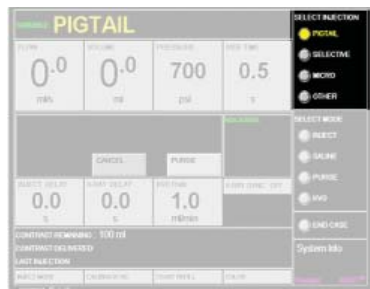 PIGTAIL
SELECT INJECTION
PIGTAIL
SELECTIVE
MICRO
OTHER
FLOW
VOLUME
PRESSURE
RISE TIME
0.0
0.0
700
0.5
ml/s
ml
psi
s
SELECT MODE
INJECT
SALINE
PURGE
KVO
CANCEL
PURGE
INJECT DELAY
X-RAY DELAY
0.0
0.0
1.0
s
s
ml/min
END CASE
CONTRAST REMAINING 100 ml
CONTRAST DELIVERED
LAST INJECTION
System Info